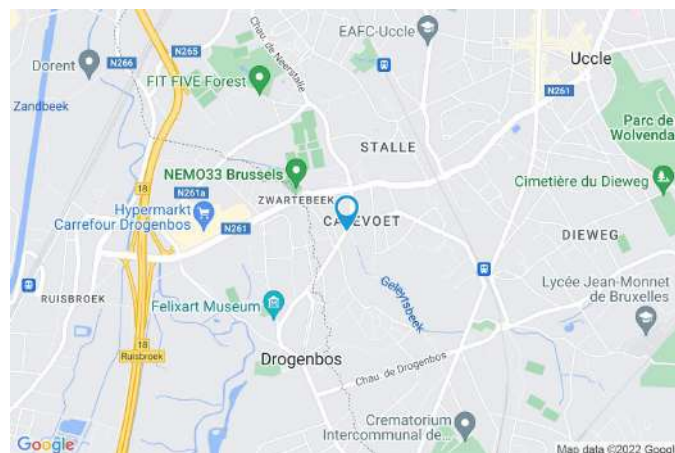 EAFC-Uccle
Chau. de Neerstalle
N265
N266
Dorent
Uccle
FIT FIVE Forest
N261
Zandbeek
Parc de
Wolvenda
STALLE
NEMO33 Brussels
18
N261a
ZWARTEBEEK
Cimetière du Dieweg
Hypermarkt
Carrefour Drogenbos
N261
DIEWEG
RUISBROEK
Geleytsbeek
Lycée Jean-Monnet
de Bruxelles
Felixart Museum
18
Ruisbroek
Drogenbos
Chau. de Drogenbos
Crematorium
Intercommunal de...
Google
Map data ©2022 Googl